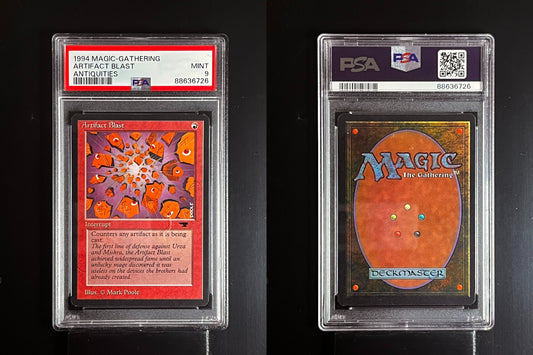 1994 MAGIC-GATHERING
ARTIFACT BLAST
MINT
ANTIQUITIES
9
PSA
88636726
Artifact Blast
Interrupt
Counters any artifact as it is being
cast.
The first line of defense against Urza
and Mishra, the Artifact Blast
achieved widespread fame until an
unlucky mage discovered it was
useless on the devices the brothers had
already created.
Illus. © Mark Poole
PSA
PSA
88636726
MAGIC
The Gathering
DECKMASTER